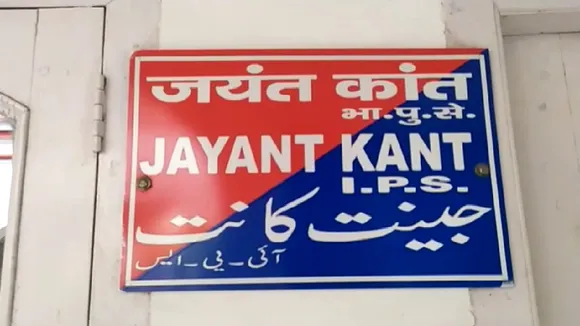 जयंत कांत
भा.पु.से.
JAYANT KANT
I.P.S.
جینت کانت
آئی - پی - ایس